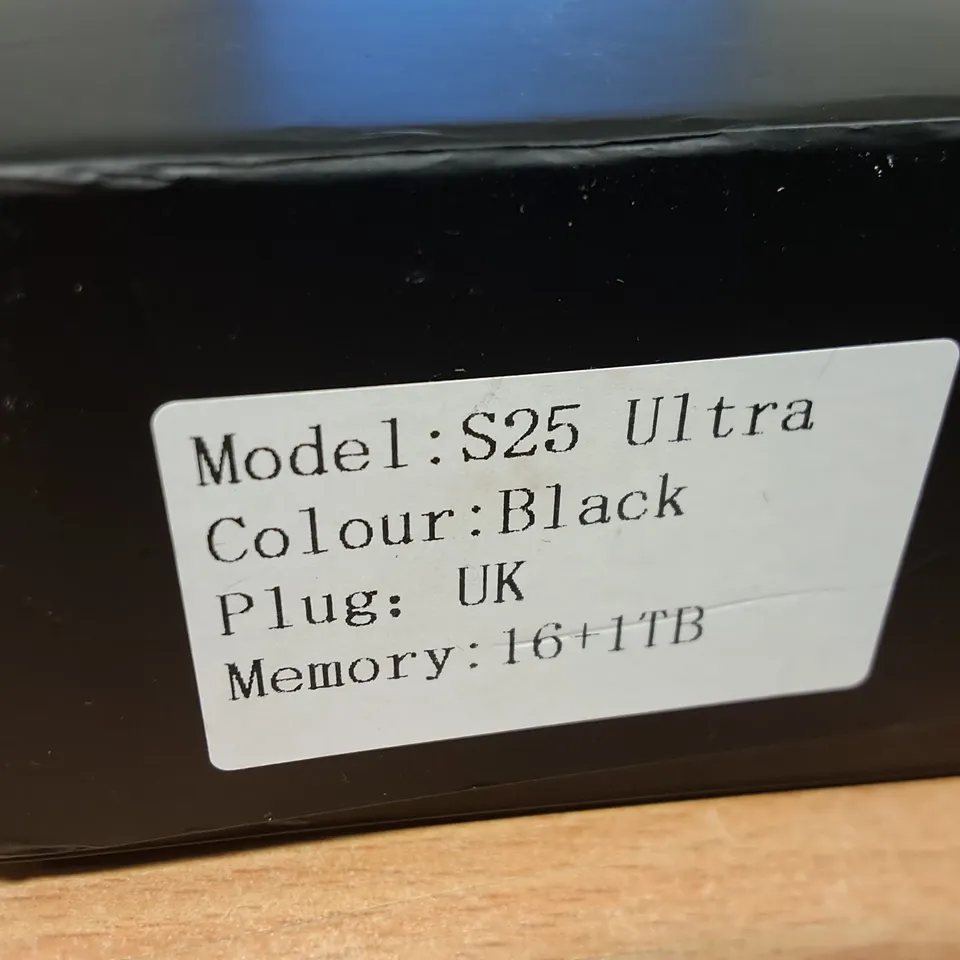 Model:S25 Ultra
Colour:Black
Plug: UK
Memory:16+1TB